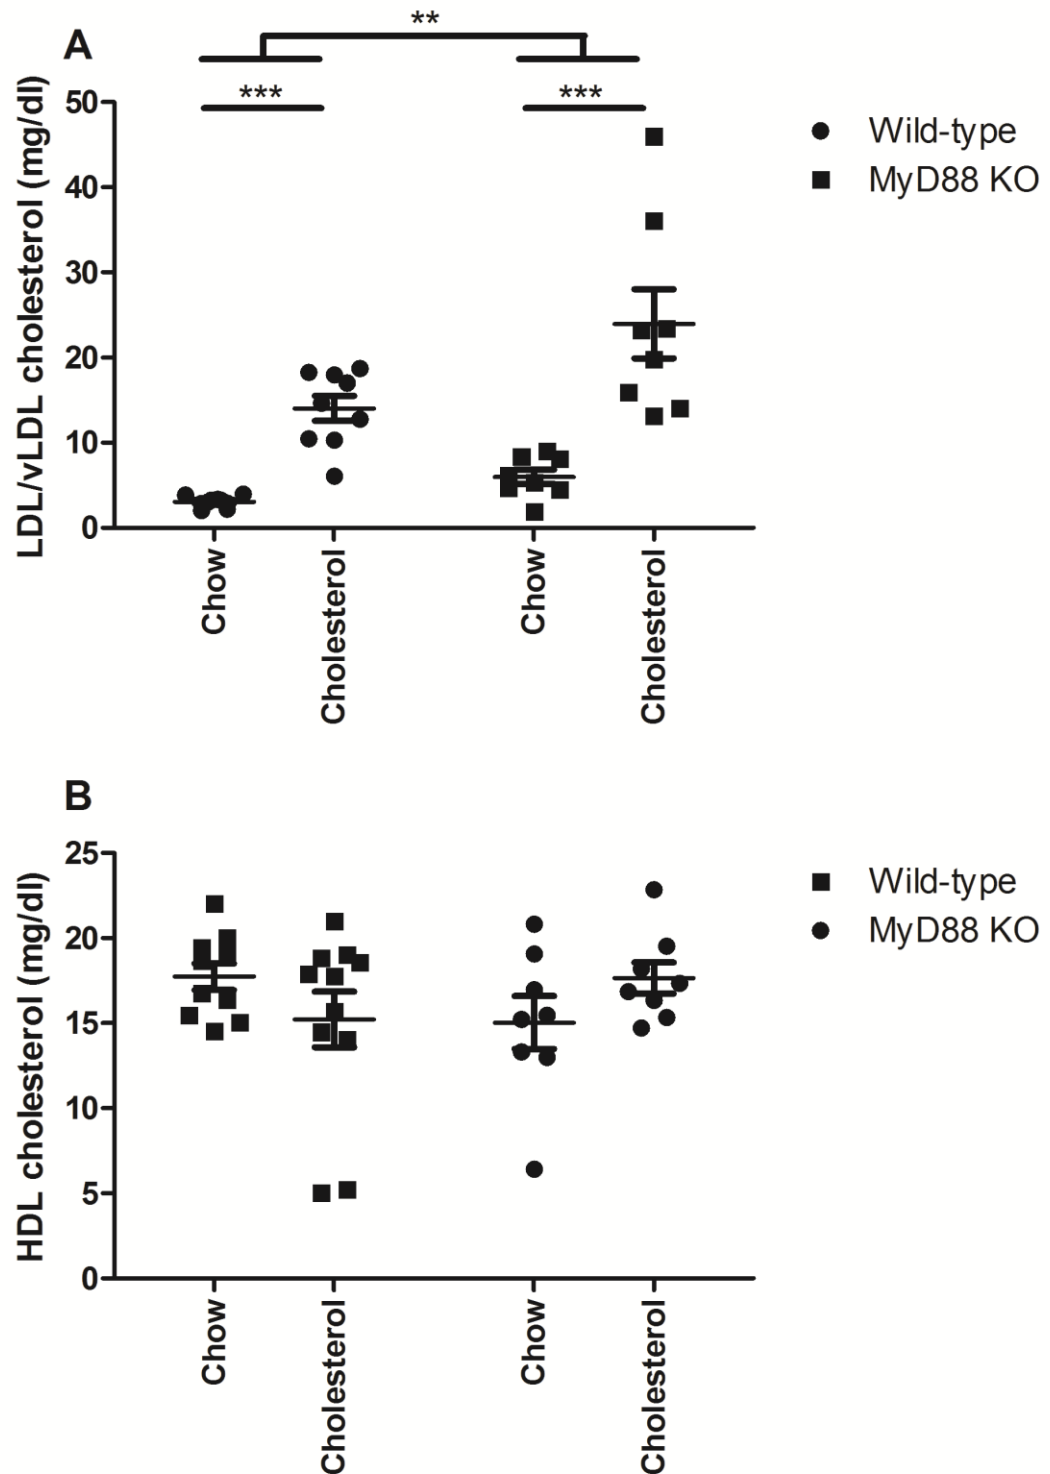 A
**
***
***
LDL/vLDL cholesterol (mg/dl)
50
40
30
20
10
0
Wild-type
MyD88 KO
Chow
Cholesterol
Chow
Cholesterol
B
HDL cholesterol (mg/dl)
25
20
15
10
5
0
Wild-type
MyD88 KO
Chow
Cholesterol
Chow
Cholesterol